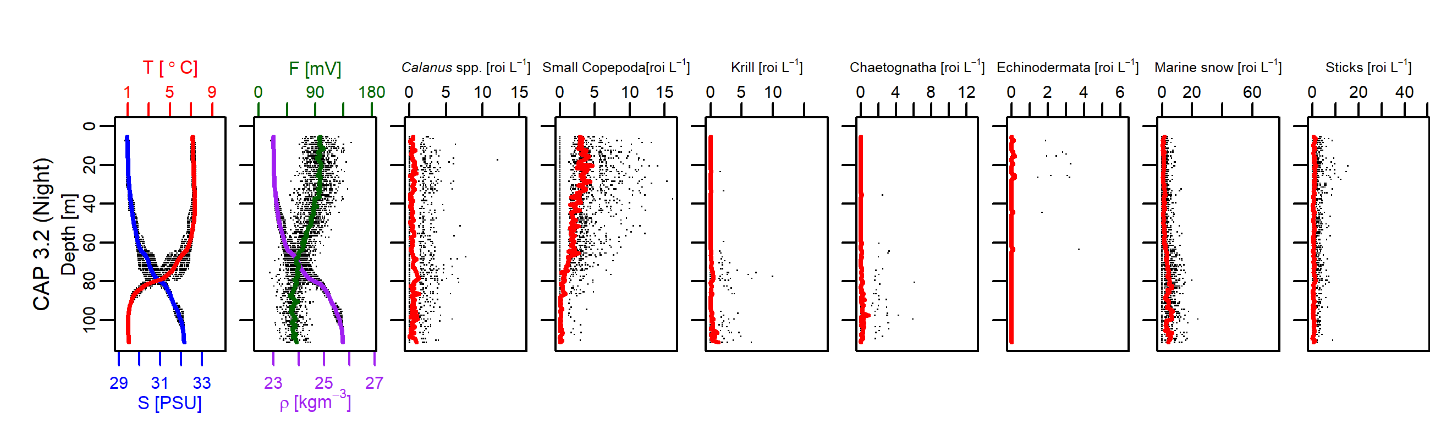 T [ ° C] F [mV] Calanus spp. [roi L⁻¹] Small Copepoda[roi L⁻¹] Krill [roi L⁻¹] Chaetognatha [roi L⁻¹] Echinodermata [roi L⁻¹] Marine snow [roi L⁻¹] Sticks [roi L⁻¹]
1 5 9 0 90 180 0 5 10 15 0 5 10 15 0 5 10 0 4 8 12 0 2 4 6 0 20 60 0 20 40
CAP 3.2 (Night)
Depth [m]
0
20
40
60
80
100
29 31 33 23 25 27
S [PSU] ρ [kgm⁻³]